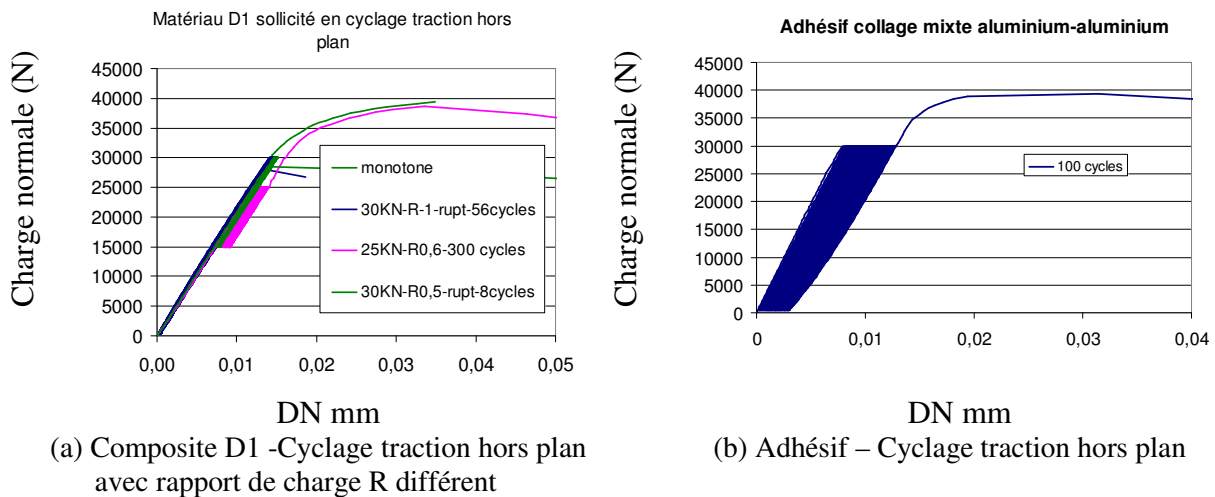 Matériau D1 sollicité en cyclage traction hors
plan
Charge normale (N)
45000
40000
35000
30000
25000
20000
15000
10000
5000
0
0,00 0,01 0,02 0,03 0,04 0,05
monotone
30KN-R-1-rupt-56cycles
25KN-R0,6-300 cycles
30KN-R0,5-rupt-8cycles
DN mm
(a) Composite D1 -Cyclage traction hors plan
avec rapport de charge R différent
Adhésif collage mixte aluminium-aluminium
Charge normale (N)
45000
40000
35000
30000
25000
20000
15000
10000
5000
0
0 0,01 0,02 0,03 0,04
100 cycles
DN mm
(b) Adhésif – Cyclage traction hors plan